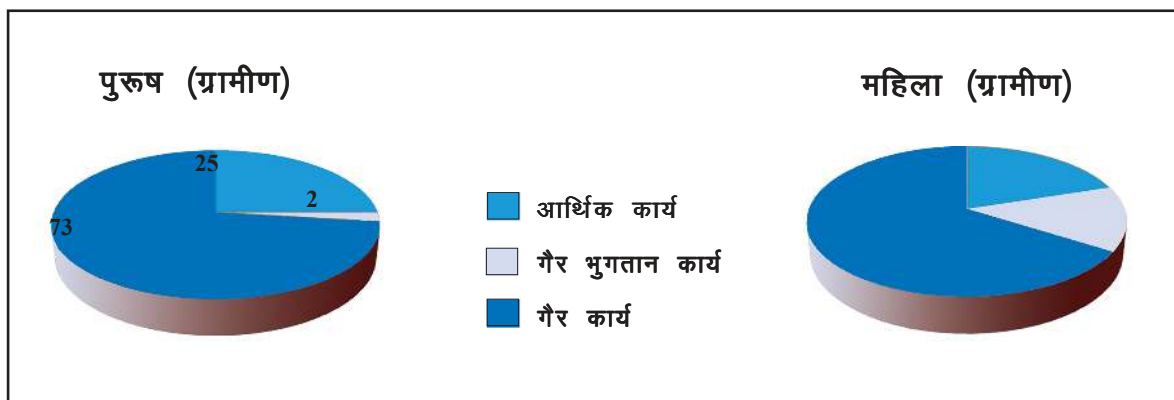 पुरूष (ग्रामीण)
25
2
73
आर्थिक कार्य
गैर भुगतान कार्य
गैर कार्य
महिला (ग्रामीण)